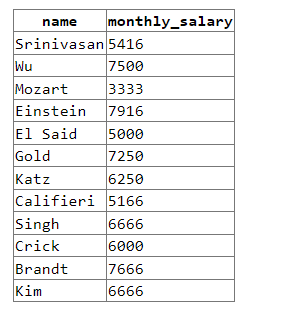 name monthly_salary
Srinivasan 5416
Wu 7500
Mozart 3333
Einstein 7916
El Said 5000
Gold 7250
Katz 6250
Califieri 5166
Singh 6666
Crick 6000
Brandt 7666
Kim 6666